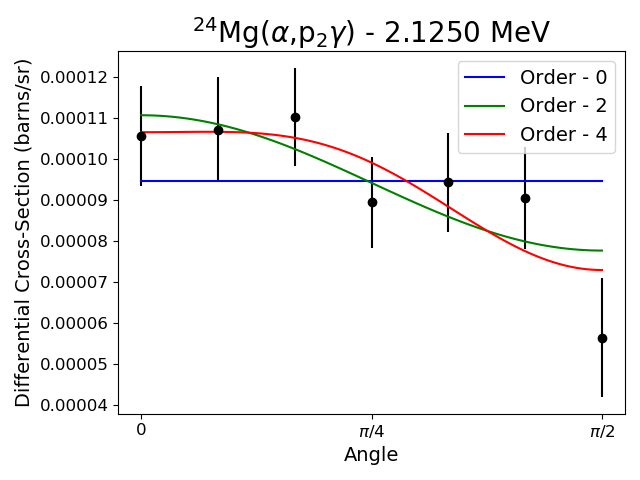 ²⁴Mg(α,p₂γ) - 2.1250 MeV
Order - 0
Order - 2
Order - 4
Differential Cross-Section (barns/sr)
0.00012
0.00011
0.00010
0.00009
0.00008
0.00007
0.00006
0.00005
0.00004
0 π/4 π/2
Angle